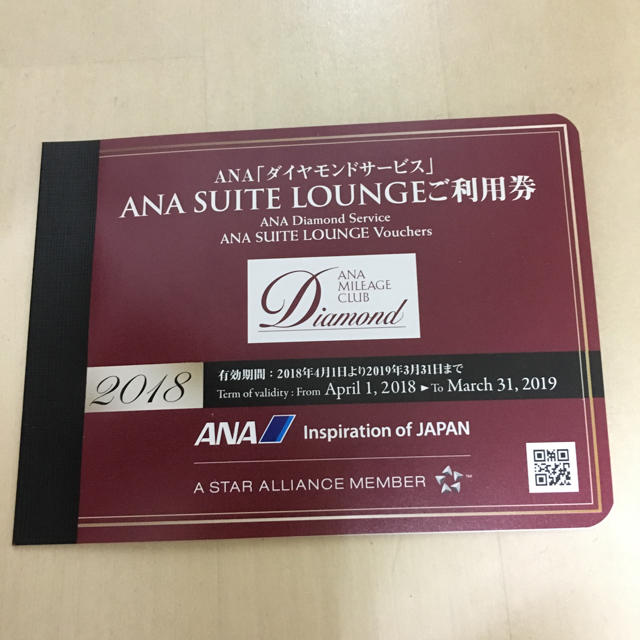 ANA「ダイヤモンドサービス」
ANA SUITE LOUNGEご利用券
ANA Diamond Service
ANA SUITE LOUNGE Vouchers
ANA
MILEAGE
CLUB
Diamond
2018
有効期間：2018年4月1日より2019年3月31日まで
Term of validity : From April 1, 2018 ► To March 31, 2019
ANA Inspiration of JAPAN
A STAR ALLIANCE MEMBER ™